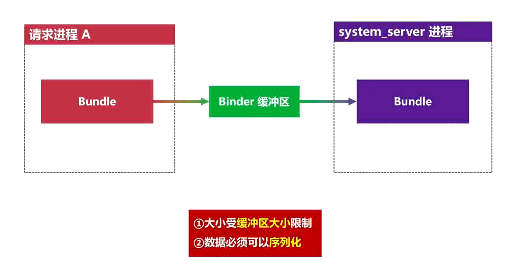 请求进程 A
system_server 进程
Bundle
Binder 缓冲区
Bundle
①大小受缓冲区大小限制
②数据必须可以序列化